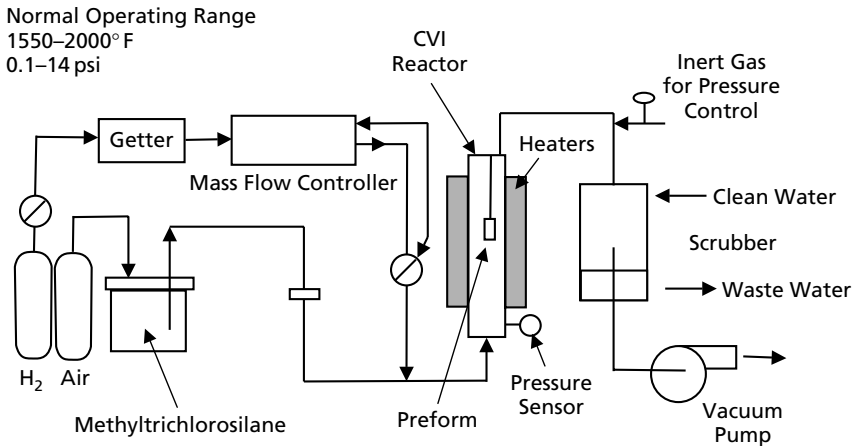 Normal Operating Range
1550–2000° F
0.1–14 psi
CVI
Reactor
Inert Gas
for Pressure
Control
Getter
Heaters
Mass Flow Controller
Clean Water
Scrubber
Waste Water
H₂ Air
Pressure
Sensor
Methyltrichlorosilane
Preform
Vacuum
Pump